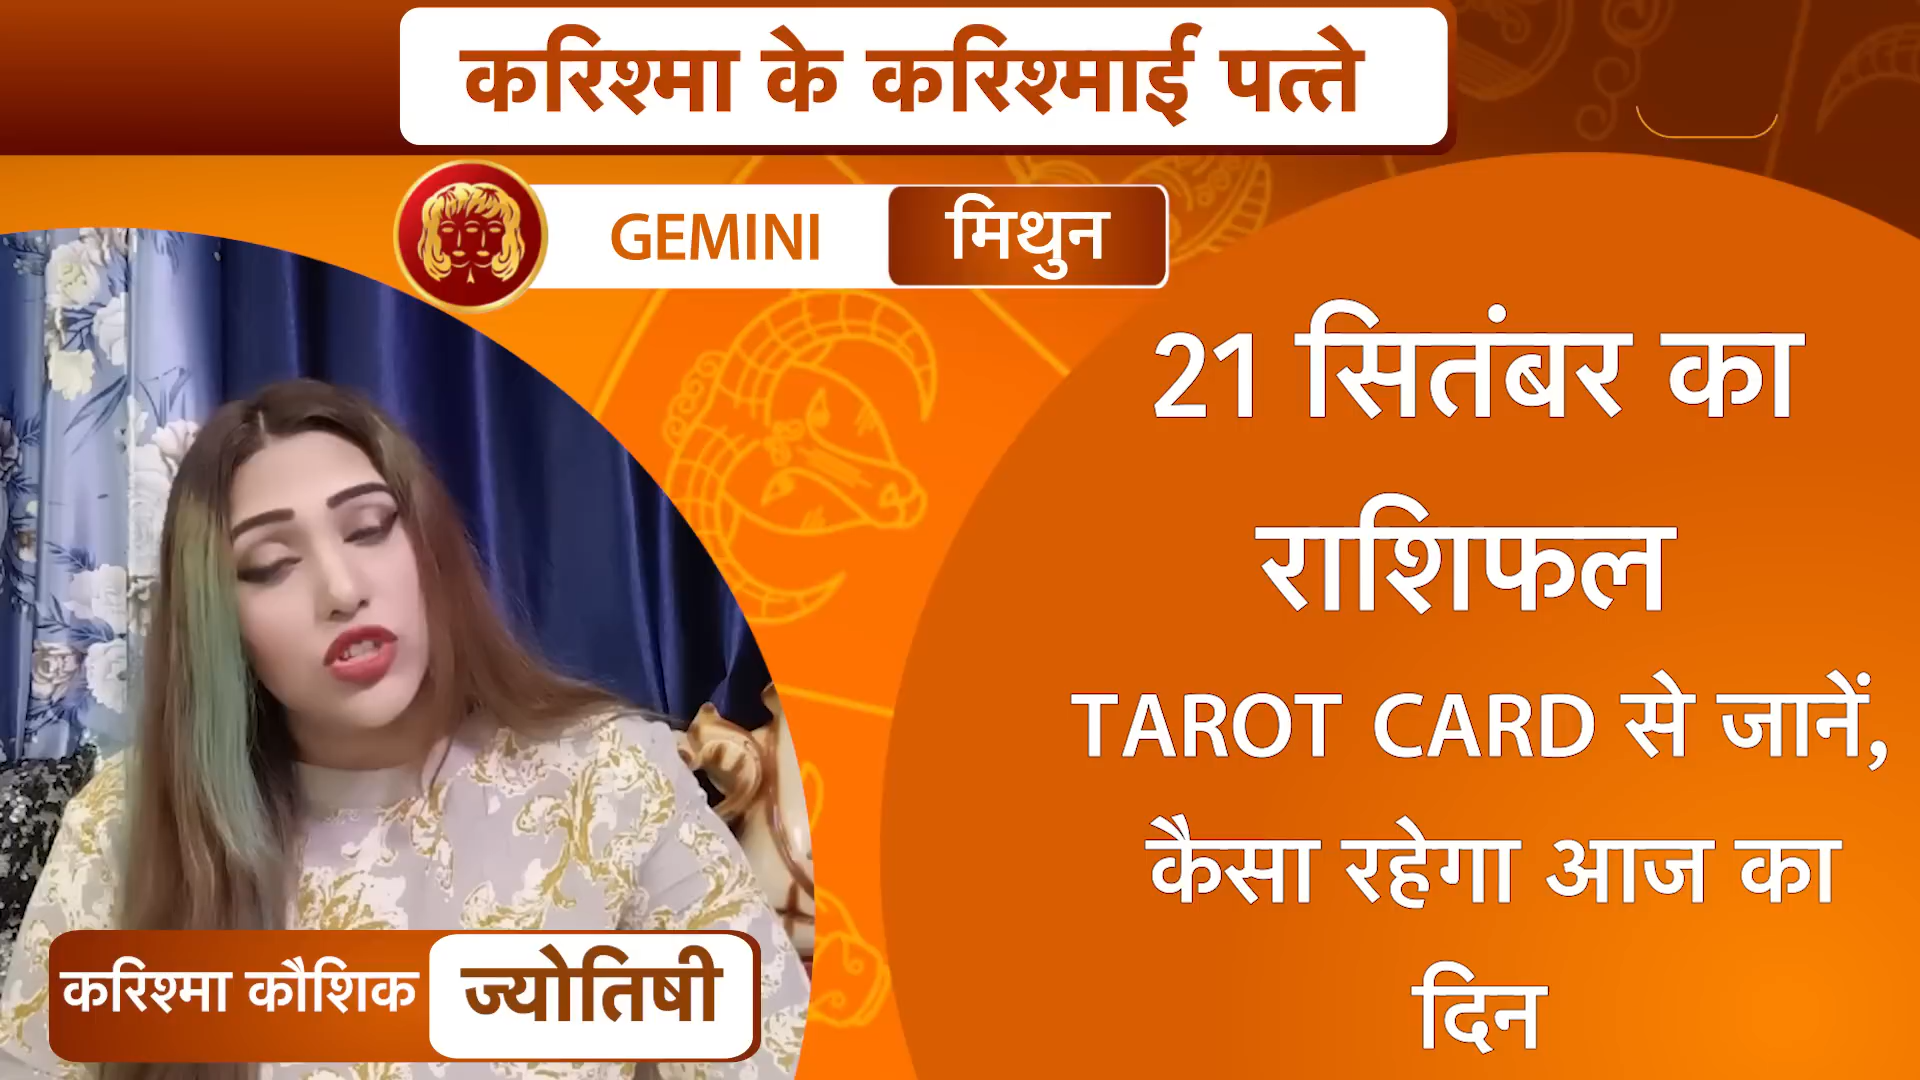 करिश्मा के करिश्माई पत्ते
GEMINI मिथुन
21 सितंबर का
राशिफल
TAROT CARD से जानें,
कैसा रहेगा आज का
दिन
करिश्मा कौशिक ज्योतिषी